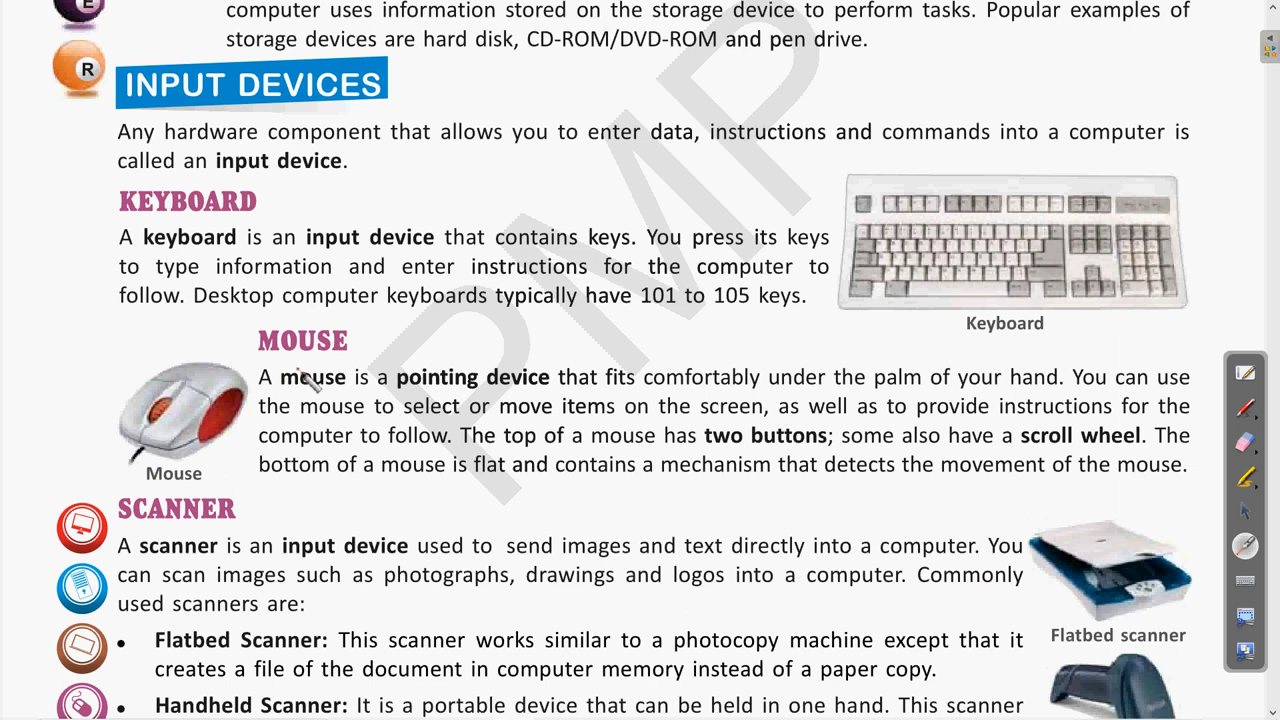 E
computer uses information stored on the storage device to perform tasks. Popular examples of
storage devices are hard disk, CD-ROM/DVD-ROM and pen drive.
R
INPUT DEVICES
Any hardware component that allows you to enter data, instructions and commands into a computer is
called an input device.
KEYBOARD
A keyboard is an input device that contains keys. You press its keys
to type information and enter instructions for the computer to
follow. Desktop computer keyboards typically have 101 to 105 keys.
Keyboard
MOUSE
A mouse is a pointing device that fits comfortably under the palm of your hand. You can use
the mouse to select or move items on the screen, as well as to provide instructions for the
computer to follow. The top of a mouse has two buttons; some also have a scroll wheel. The
bottom of a mouse is flat and contains a mechanism that detects the movement of the mouse.
Mouse
SCANNER
A scanner is an input device used to send images and text directly into a computer. You
can scan images such as photographs, drawings and logos into a computer. Commonly
used scanners are:
• Flatbed Scanner: This scanner works similar to a photocopy machine except that it
creates a file of the document in computer memory instead of a paper copy.
Flatbed scanner
• Handheld Scanner: It is a portable device that can be held in one hand. This scanner
PMP